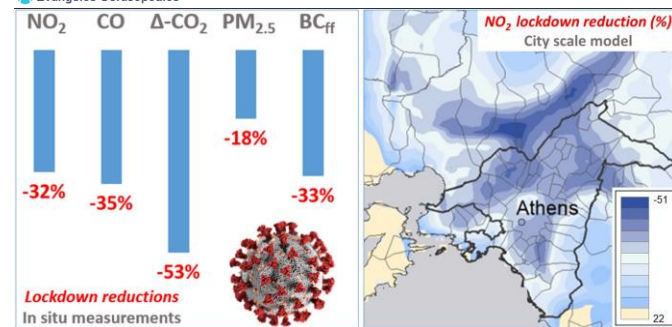 NO₂ CO Δ-CO₂ PM₂.₅ BCff
-32%
-35%
-53%
-18%
-33%
Lockdown reductions
In situ measurements
NO₂ lockdown reduction (%)
City scale model
Athens
-51
22